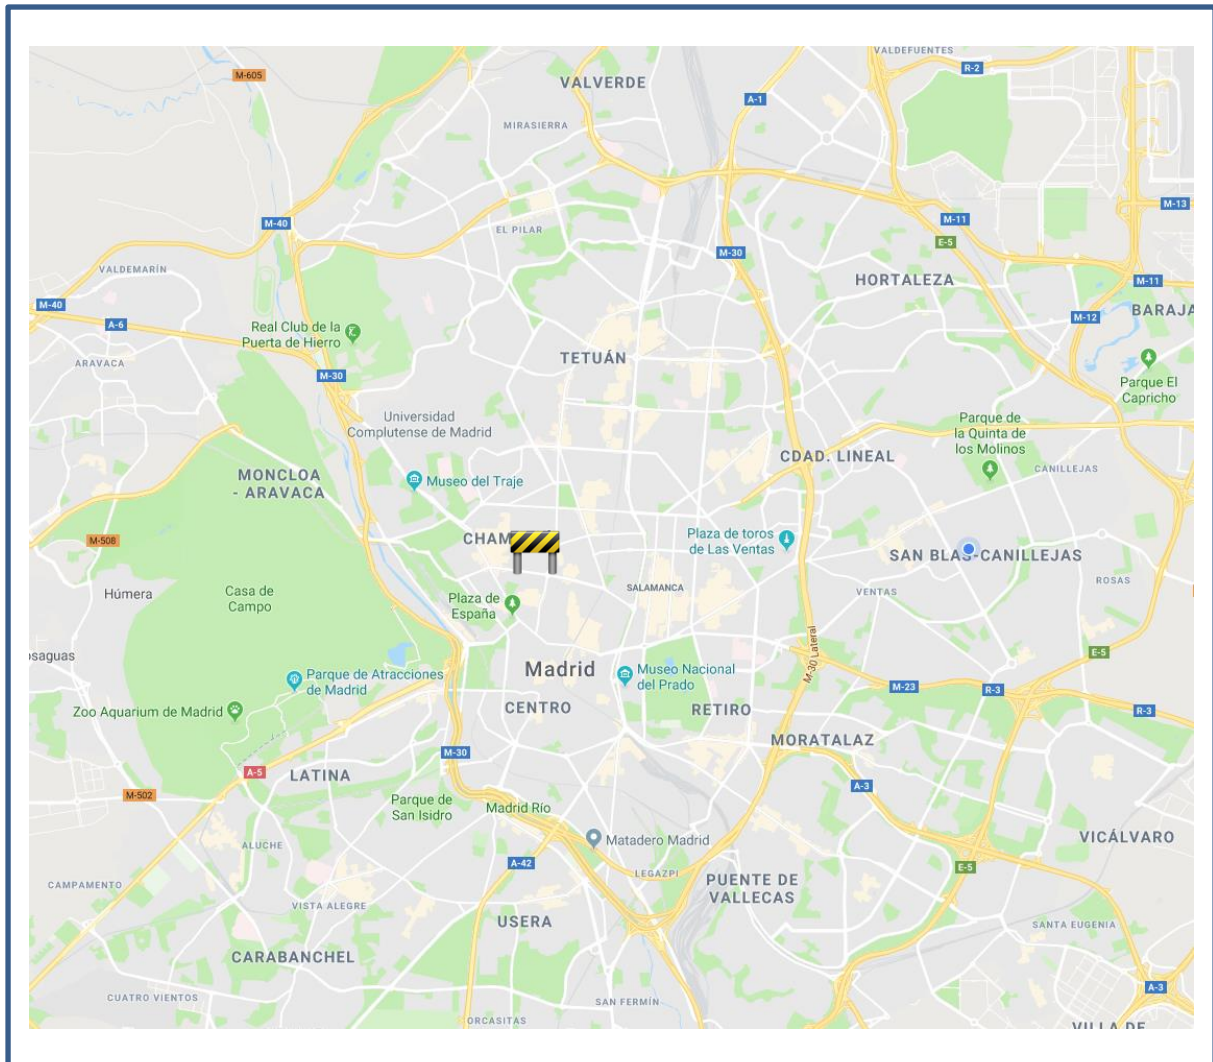 VALDEFUENTES
R-2
M-605
VALVERDE
A-1
MIRASIERRA
M-13
M-40
M-11
EL PILAR
E-5
M-30
VALDEMARÍN
HORTALEZA
M-11
M-40
BARAJA
M-12
A-6
Real Club de la
Puerta de Hierro
TETUÁN
ARAVACA
M-30
Parque El
Capricho
Universidad
Complutense de Madrid
Parque de
la Quinta de
los Molinos
CDAD. LINEAL
CANILLEJAS
MONCLOA
- ARAVACA
Museo del Traje
M-508
CHAM
Plaza de toros
de Las Ventas
SAN BLAS-CANILLEJAS
ROSAS
Húmera
Casa de
Campo
Plaza de
España
SALAMANCA
VENTAS
M-30 Lateral
osaguas
E-5
Parque de Atracciones
de Madrid
Madrid
Museo Nacional
del Prado
M-23
R-3
Zoo Aquarium de Madrid
CENTRO
RETIRO
R-3
MORATALAZ
M-30
A-5
LATINA
A-3
M-502
Parque de
San Isidro
Madrid Río
Matadero Madrid
VICÁLVARO
ALUCHE
A-42
LEGAZPI
E-5
CAMPAMENTO
PUENTE DE
VALLECAS
VISTA ALEGRE
USERA
SANTA EUGENIA
CARABANCHEL
A-3
CUATRO VIENTOS
SAN FERMÍN
ORCASITAS
VILLA DE